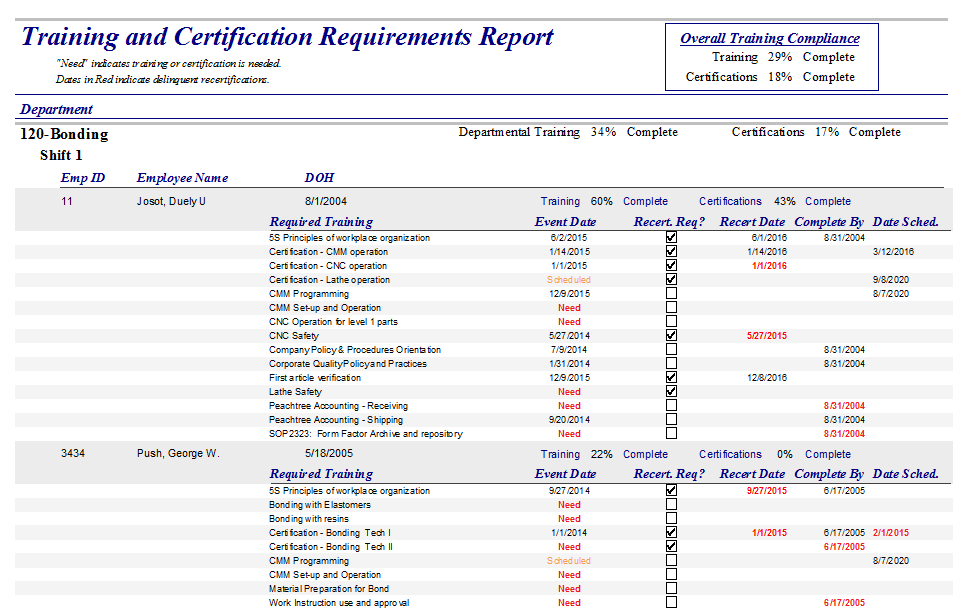 Training and Certification Requirements Report
"Need" indicates training or certification is needed.
Dates in Red indicate delinquent recertifications.
Overall Training Compliance
Training 29% Complete
Certifications 18% Complete
Department
120-Bonding Departmental Training 34% Complete Certifications 17% Complete
Shift 1
Emp ID Employee Name DOH
11 Josot, Duely U 8/1/2004 Training 60% Complete Certifications 43% Complete
Required Training Event Date Recert. Req? Recert Date Complete By Date Sched.
5S Principles of workplace organization 6/2/2015 6/1/2016 8/31/2004
Certification - CMM operation 1/14/2015 1/14/2016 3/12/2016
Certification - CNC operation 1/1/2015 1/1/2016
Certification - Lathe operation Scheduled 9/8/2020
CMM Programming 12/9/2015 8/7/2020
CMM Set-up and Operation Need
CNC Operation for level 1 parts Need
CNC Safety 5/27/2014 5/27/2015
Company Policy & Procedures Orientation 7/9/2014 8/31/2004
Corporate Quality Policy and Practices 1/31/2014 8/31/2004
First article verification 12/9/2015 12/8/2016
Lathe Safety Need
Peachtree Accounting - Receiving Need 8/31/2004
Peachtree Accounting - Shipping 9/20/2014 8/31/2004
SOP2323: Form Factor Archive and repository Need 8/31/2004
3434 Push, George W. 5/18/2005 Training 22% Complete Certifications 0% Complete
Required Training Event Date Recert. Req? Recert Date Complete By Date Sched.
5S Principles of workplace organization 9/27/2014 9/27/2015 6/17/2005
Bonding with Elastomers Need
Bonding with resins Need
Certification - Bonding Tech I 1/1/2014 1/1/2015 6/17/2005 2/1/2015
Certification - Bonding Tech II Need 6/17/2005
CMM Programming Scheduled 8/7/2020
CMM Set-up and Operation Need
Material Preparation for Bond Need
Work Instruction use and approval Need 6/17/2005